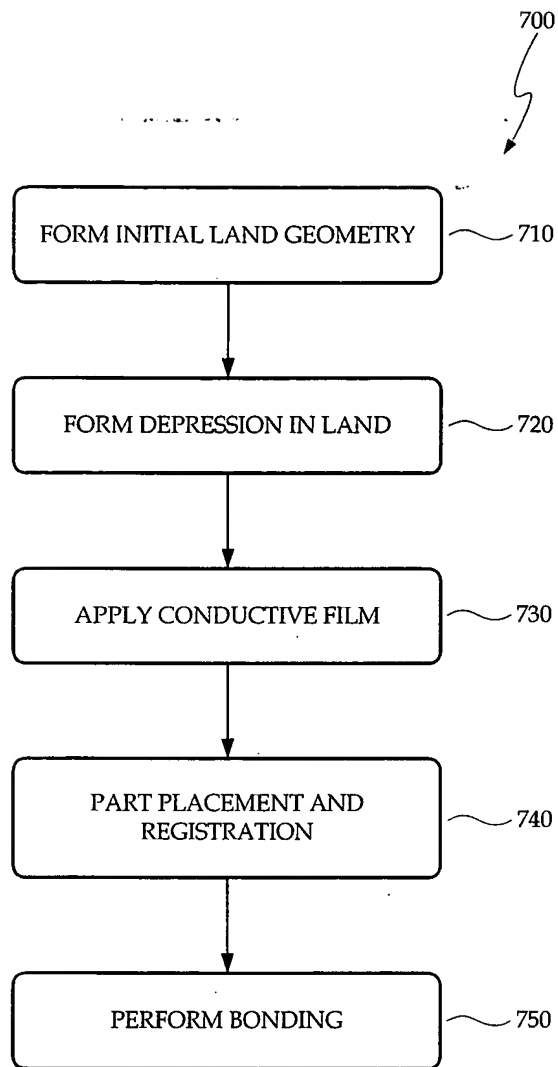 700
FORM INITIAL LAND GEOMETRY
710
FORM DEPRESSION IN LAND
720
APPLY CONDUCTIVE FILM
730
PART PLACEMENT AND
REGISTRATION
740
PERFORM BONDING
750